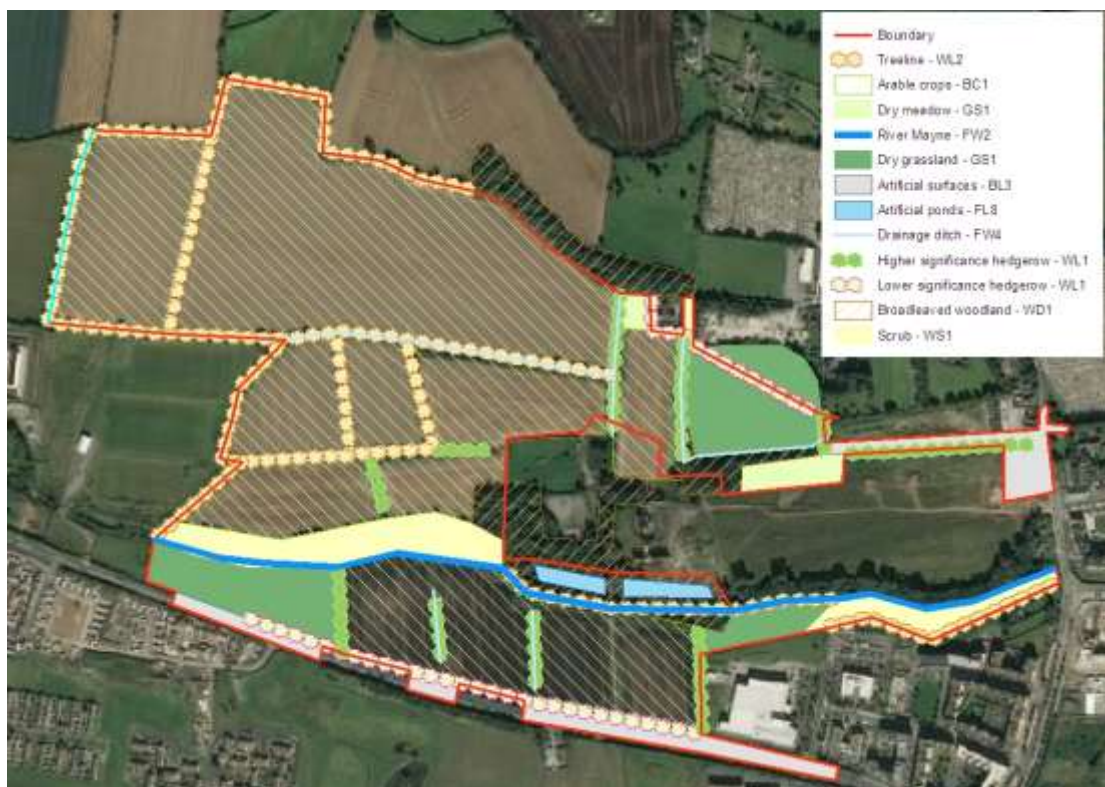 Boundary
Treeline - WL2
Arable crops - BC1
Dry meadow - GS1
River Mayne - FW2
Dry grassland - GS1
Artificial surfaces - BL3
Artificial ponds - FL8
Drainage ditch - FW4
Higher significance hedgerow - WL1
Lower significance hedgerow - WL1
Broadleaved woodland - WD1
Scrub - WS1